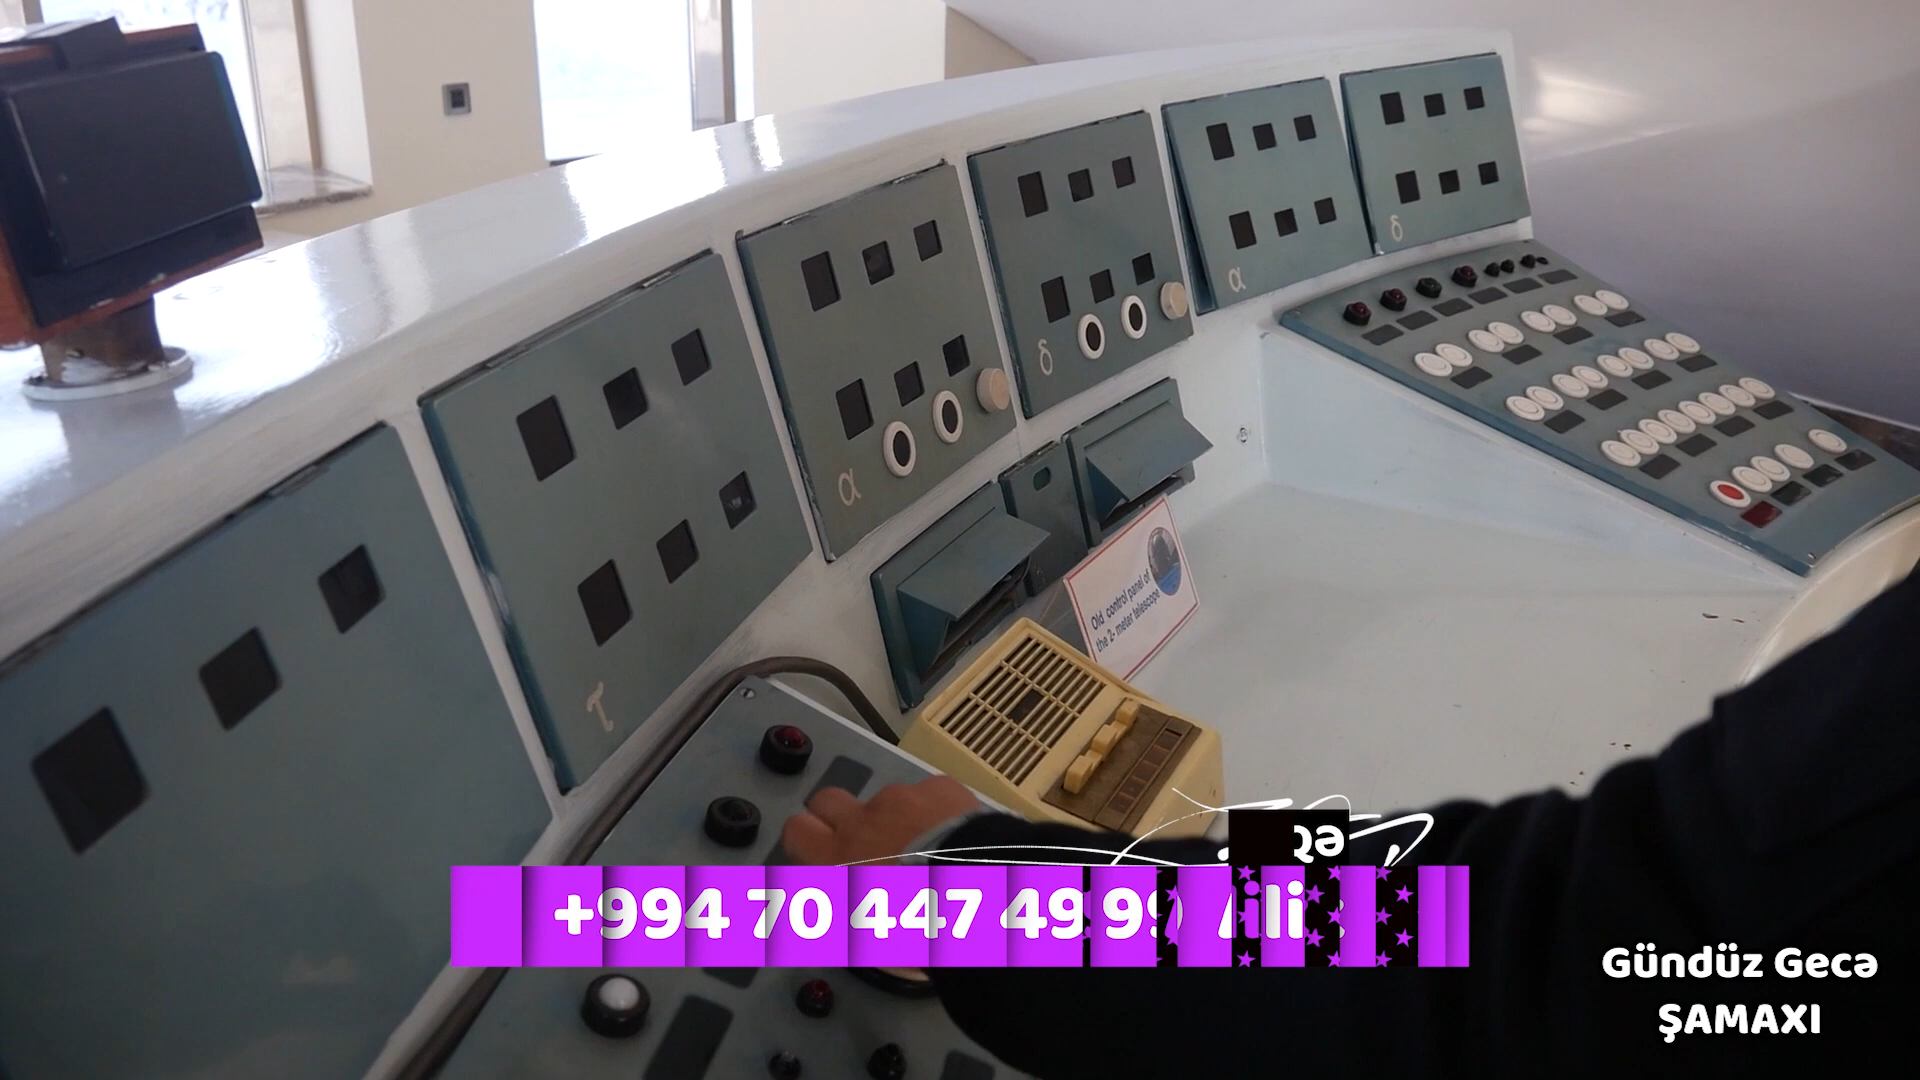 δ
α
δ
α
τ
Old control panel of
the 2- meter telescope
+994 70 447 49 99
Gündüz Gecə
ŞAMAXI